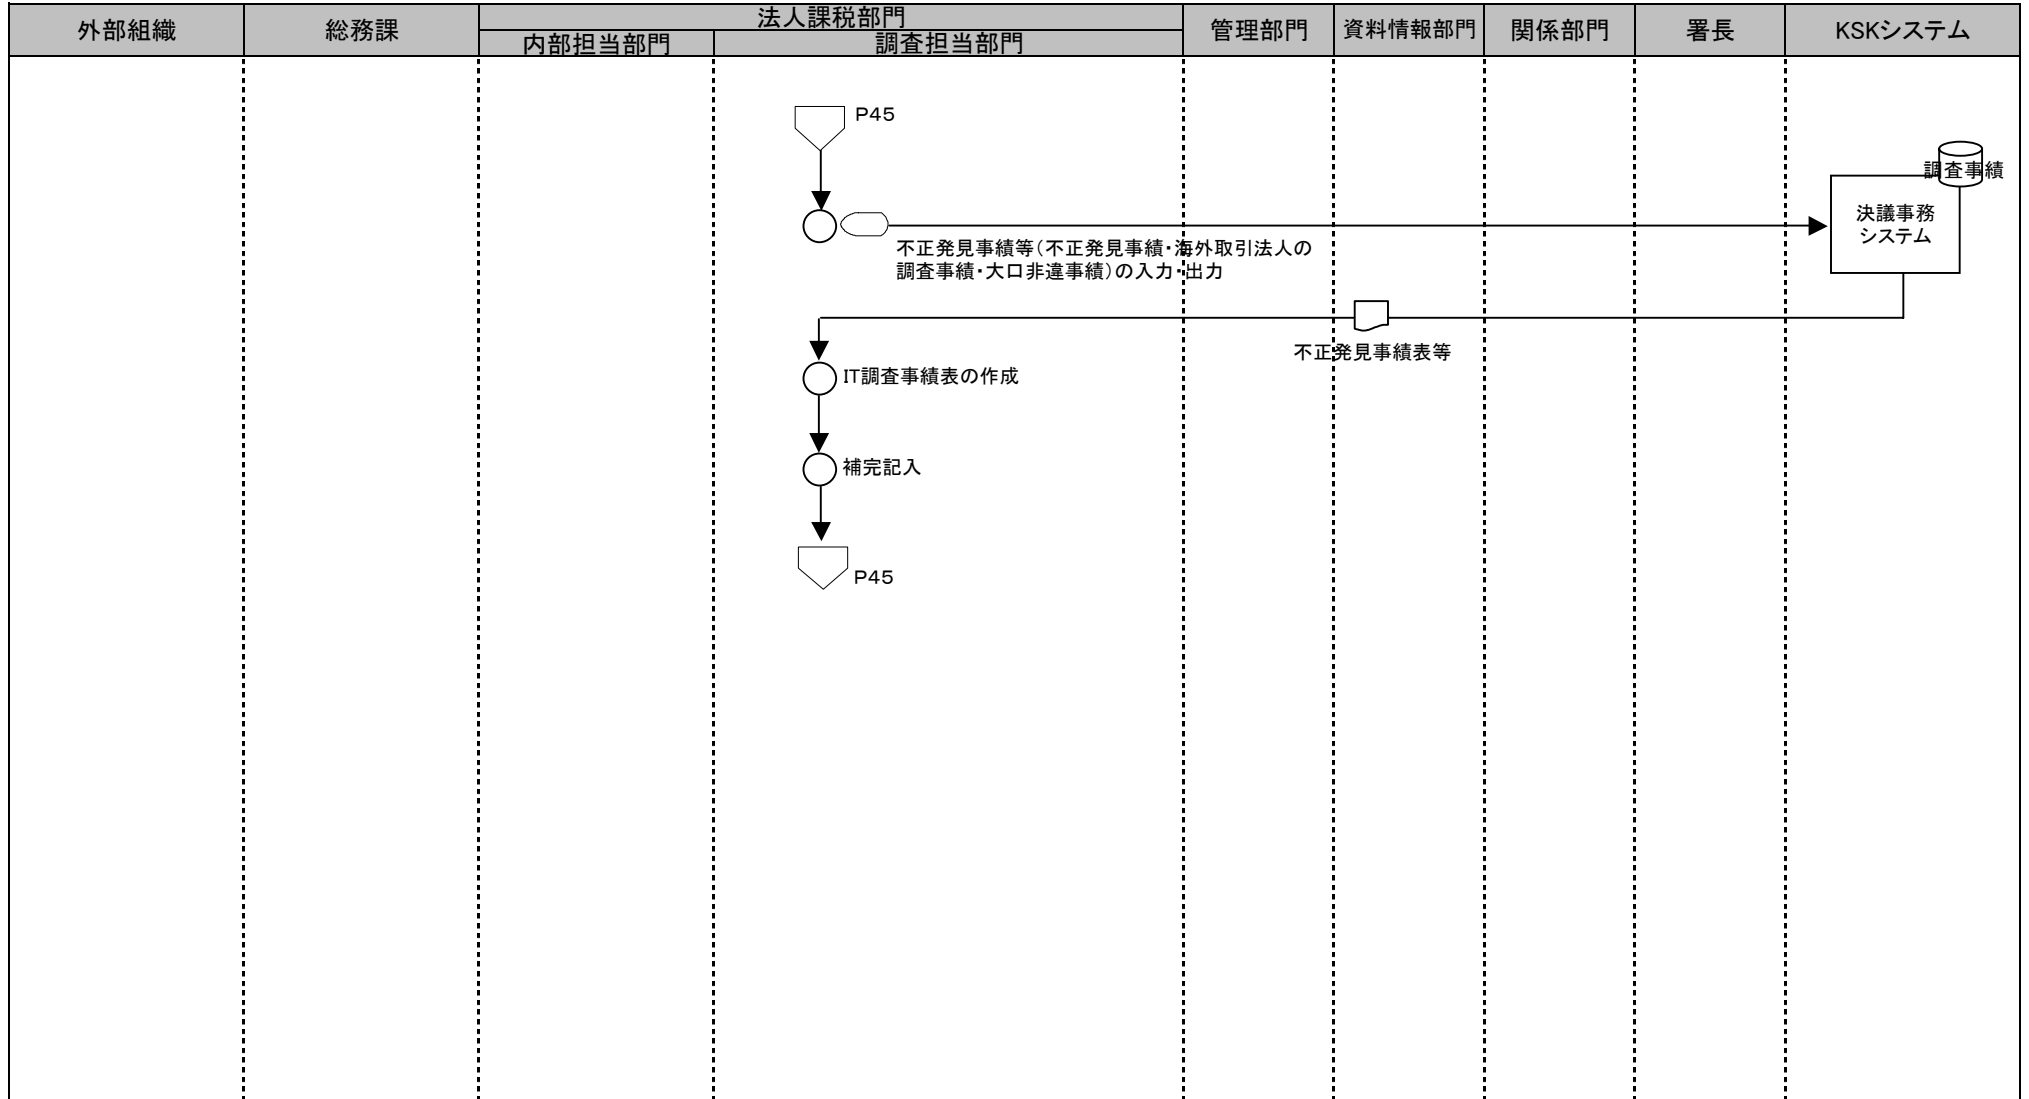 外部組織
総務課
法人課税部門
内部担当部門
調査担当部門
管理部門
資料情報部門
関係部門
署長
KSKシステム
P45
調査事績
決議事務
システム
不正発見事績等(不正発見事績・海外取引法人の
調査事績・大口非違事績)の入力・出力
不正発見事績表等
IT調査事績表の作成
補完記入
P45